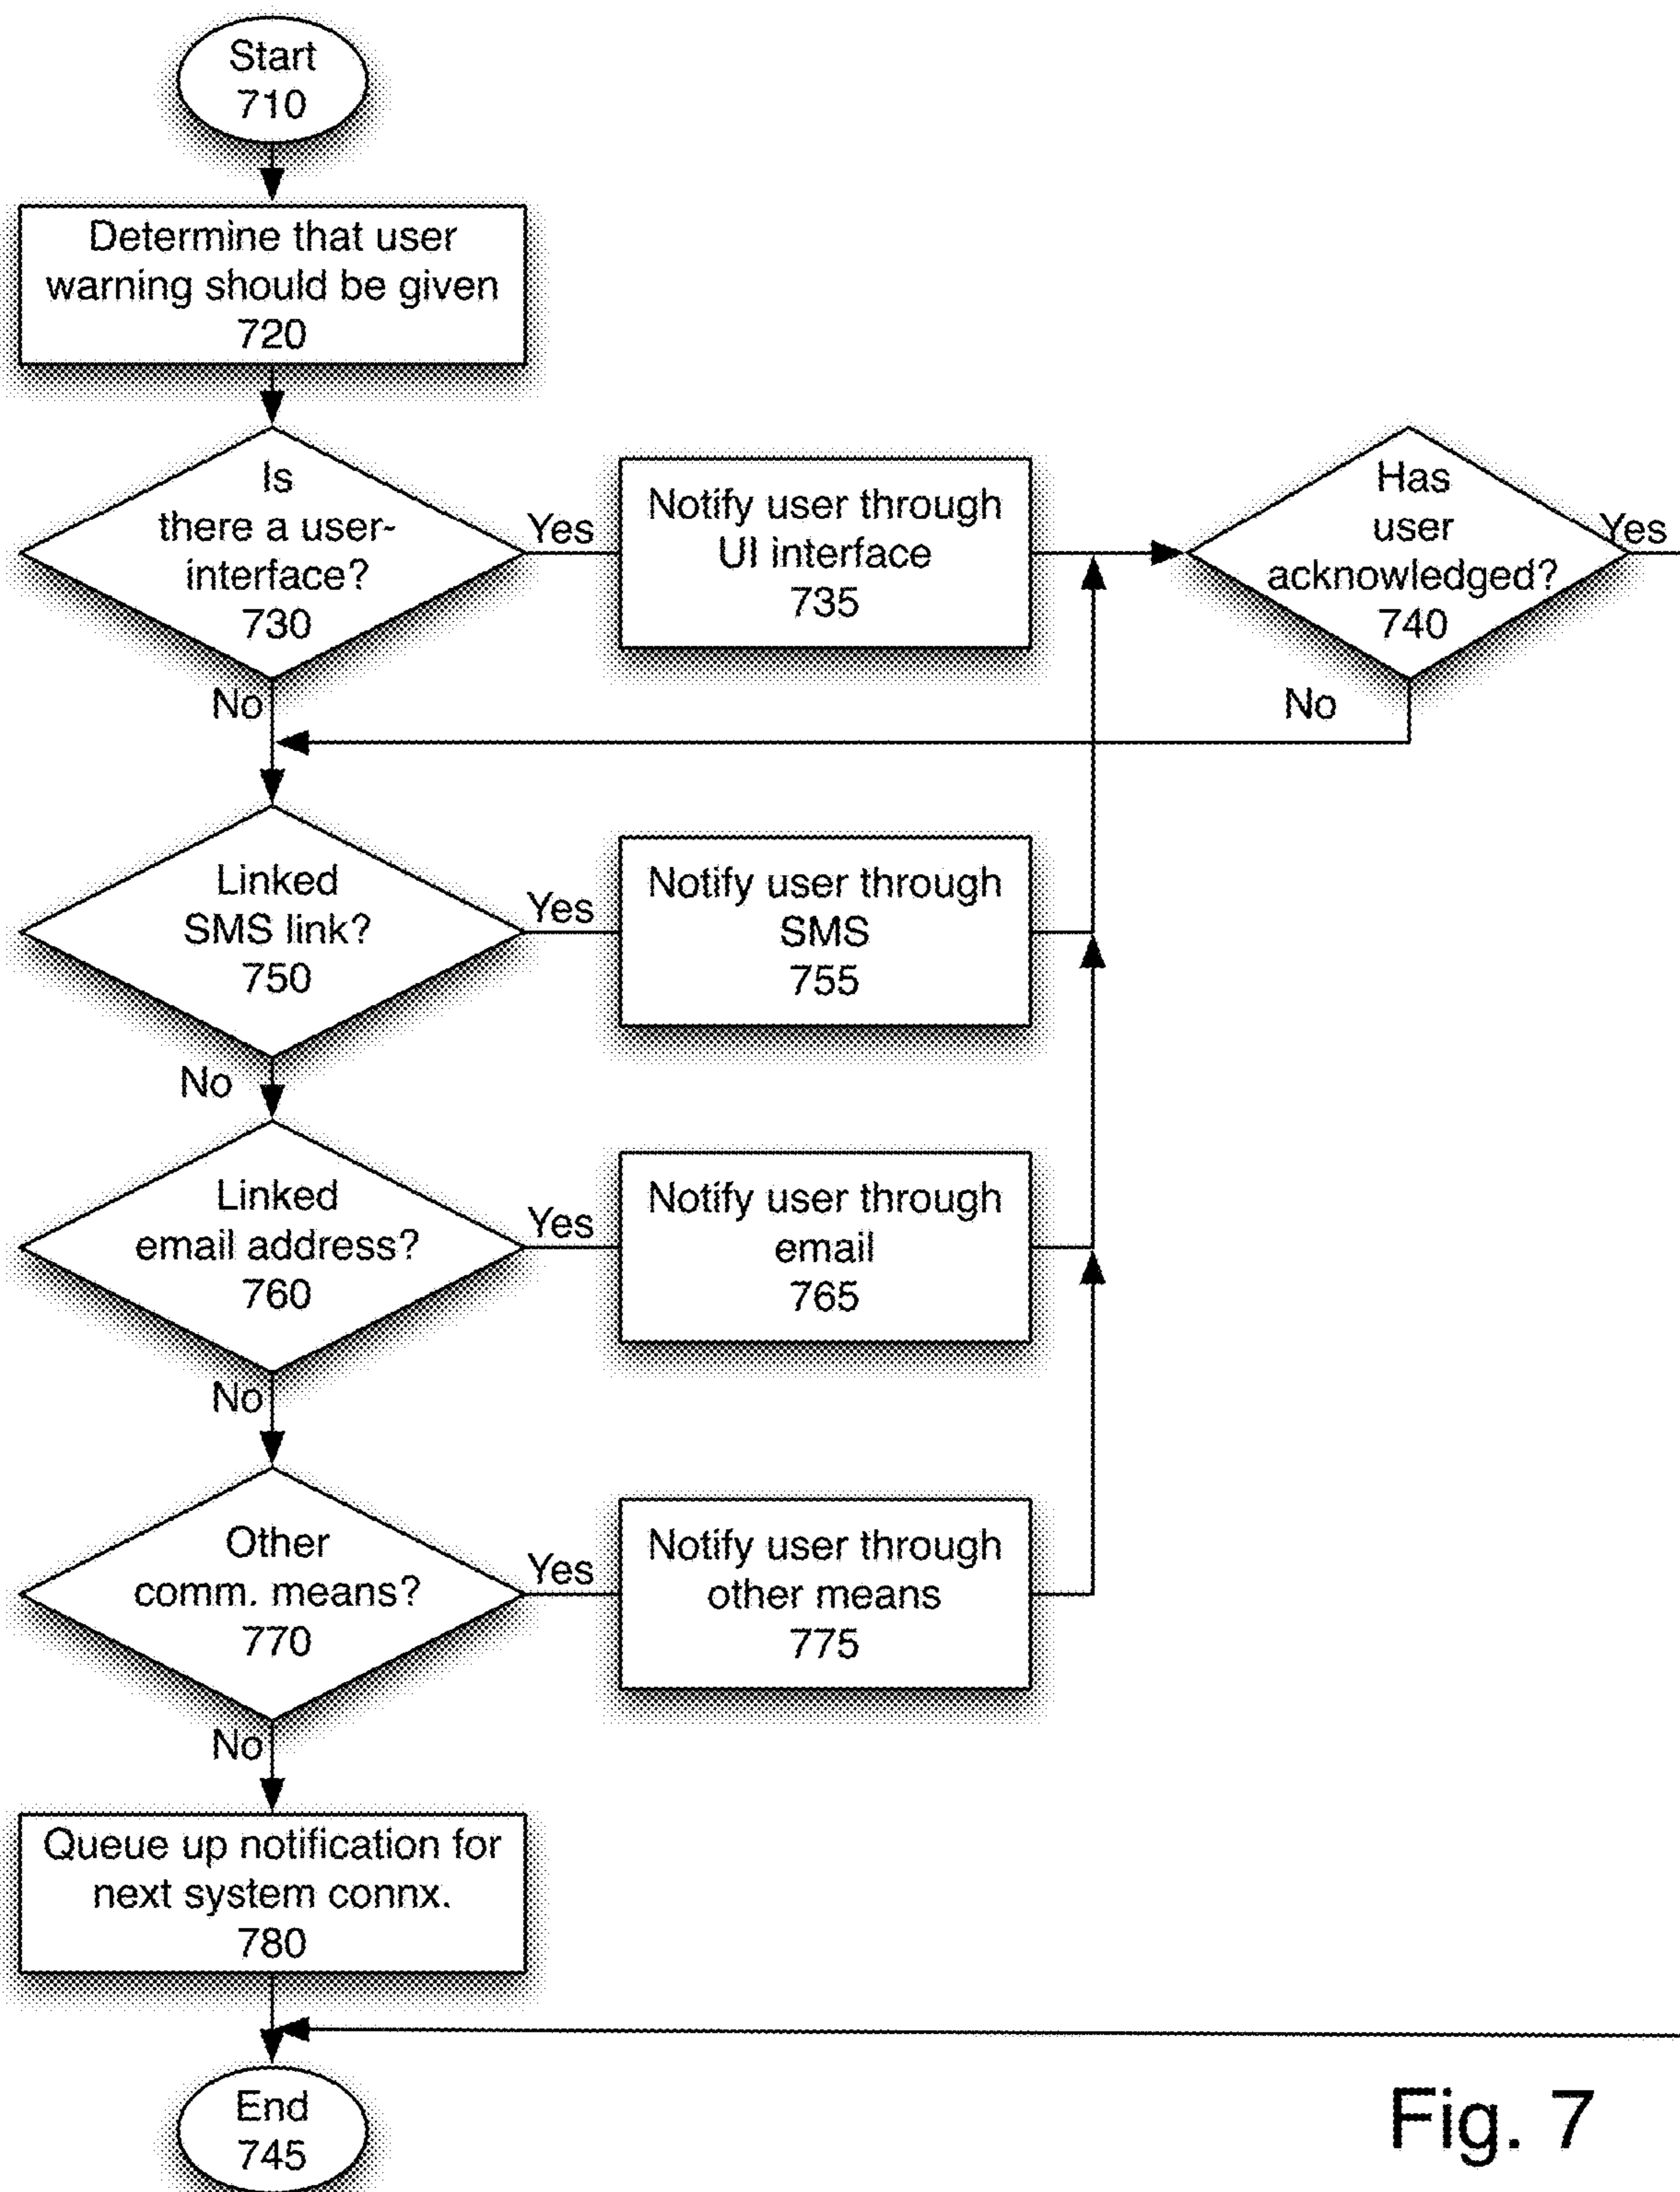 Start
710
Determine that user
warning should be given
720
Is
there a user-
interface?
730
Yes
Notify user through
UI interface
735
Has
user
acknowledged?
740
Yes
No
No
Linked
SMS link?
750
Yes
Notify user through
SMS
755
No
Linked
email address?
760
Yes
Notify user through
email
765
No
Other
comm. means?
770
Yes
Notify user through
other means
775
No
Queue up notification for
next system connx.
780
End
745
Fig. 7